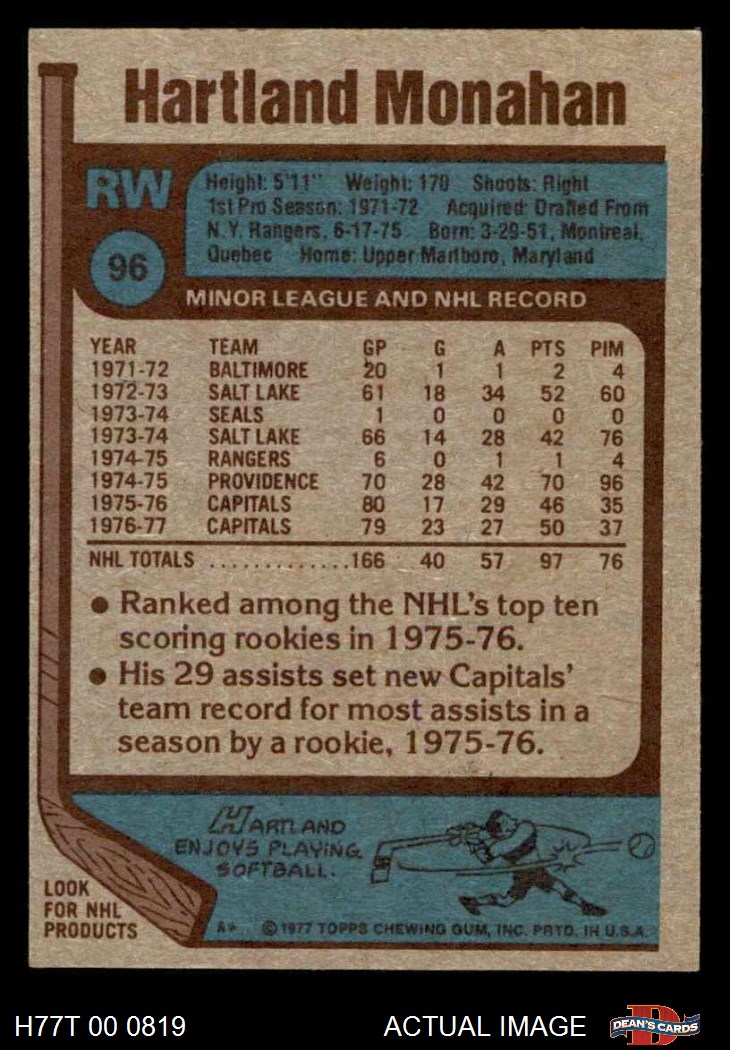 Hartland Monahan
RW
96
Height: 5'11" Weight: 170 Shoots: Right
1st Pro Season: 1971-72 Acquired: Drafted From
N.Y. Rangers, 6-17-75. Born: 3-29-51, Montreal,
Quebec Home: Upper Marlboro, Maryland
MINOR LEAGUE AND NHL RECORD
YEAR TEAM GP G A PTS PIM
1971-72 BALTIMORE 20 1 1 2 4
1972-73 SALT LAKE 61 18 34 52 60
1973-74 SEALS 1 0 0 0 0
1973-74 SALT LAKE 66 14 28 42 76
1974-75 RANGERS 6 0 1 1 4
1974-75 PROVIDENCE 70 28 42 70 96
1975-76 CAPITALS 80 17 29 46 35
1976-77 CAPITALS 79 23 27 50 37
NHL TOTALS .............166 40 57 97 76
● Ranked among the NHL's top ten
scoring rookies in 1975-76.
● His 29 assists set new Capitals'
team record for most assists in a
season by a rookie, 1975-76.
HARTLAND
ENJOYS PLAYING
SOFTBALL.
LOOK
FOR NHL
PRODUCTS
A* © 1977 TOPPS CHEWING GUM, INC. PRTD. IN U.S.A.
H77T 00 0819 ACTUAL IMAGE
D
DEAN'S CARDS